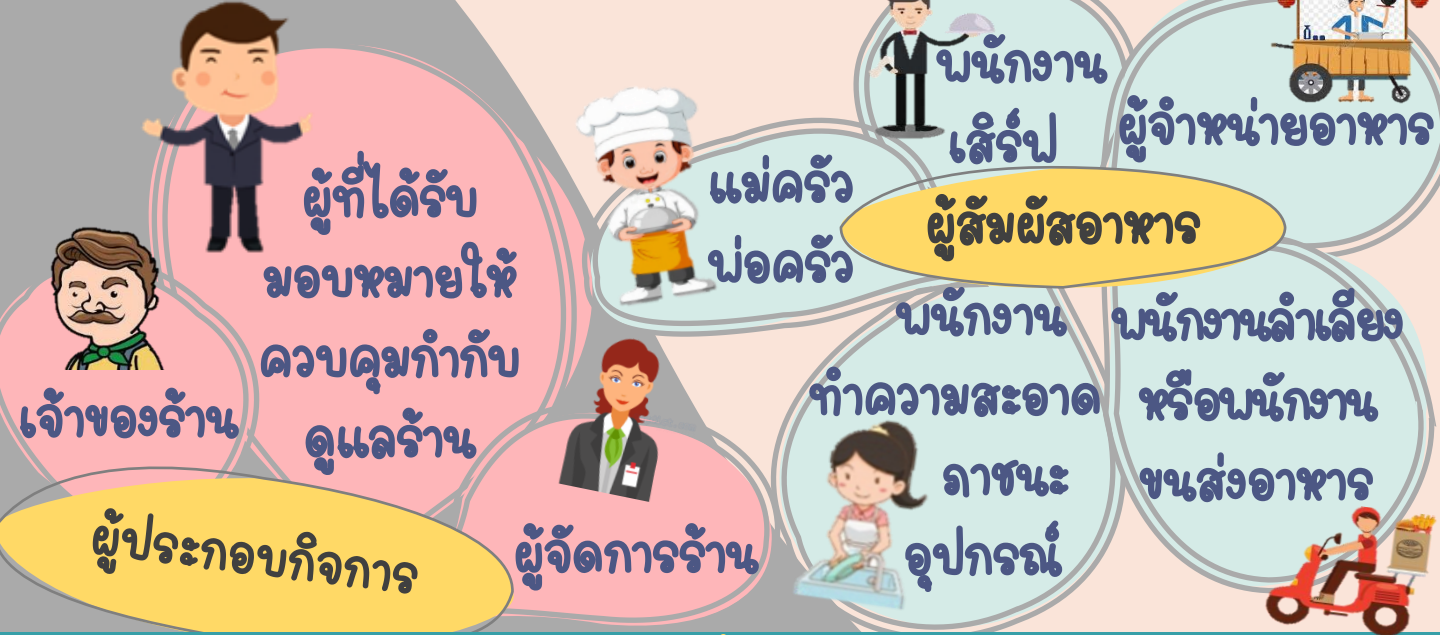 ผู้ที่ได้รับ
มอบหมายให้
ควบคุมกำกับ
ดูแลร้าน
เจ้าของร้าน
ผู้จัดการร้าน
ผู้ประกอบกิจการ
พนักงาน
เสิร์ฟ
ผู้จำหน่ายอาหาร
แม่ครัว
พ่อครัว
ผู้สัมผัสอาหาร
พนักงาน
ทำความสะอาด
ภาชนะ
อุปกรณ์
พนักงานลำเลียง
หรือพนักงาน
ขนส่งอาหาร